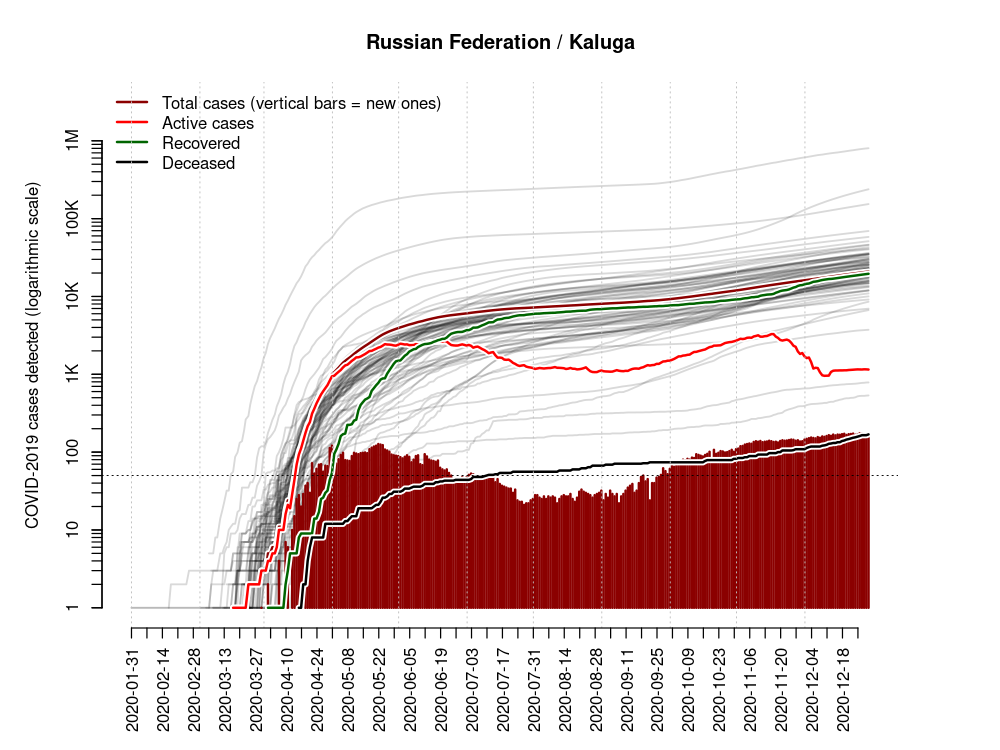 Russian Federation / Kaluga
Total cases (vertical bars = new ones)
Active cases
Recovered
Deceased
COVID-2019 cases detected (logarithmic scale)
1M
100K
10K
1K
100
10
1
2020-01-31
2020-02-14
2020-02-28
2020-03-13
2020-03-27
2020-04-10
2020-04-24
2020-05-08
2020-05-22
2020-06-05
2020-06-19
2020-07-03
2020-07-17
2020-07-31
2020-08-14
2020-08-28
2020-09-11
2020-09-25
2020-10-09
2020-10-23
2020-11-06
2020-11-20
2020-12-04
2020-12-18